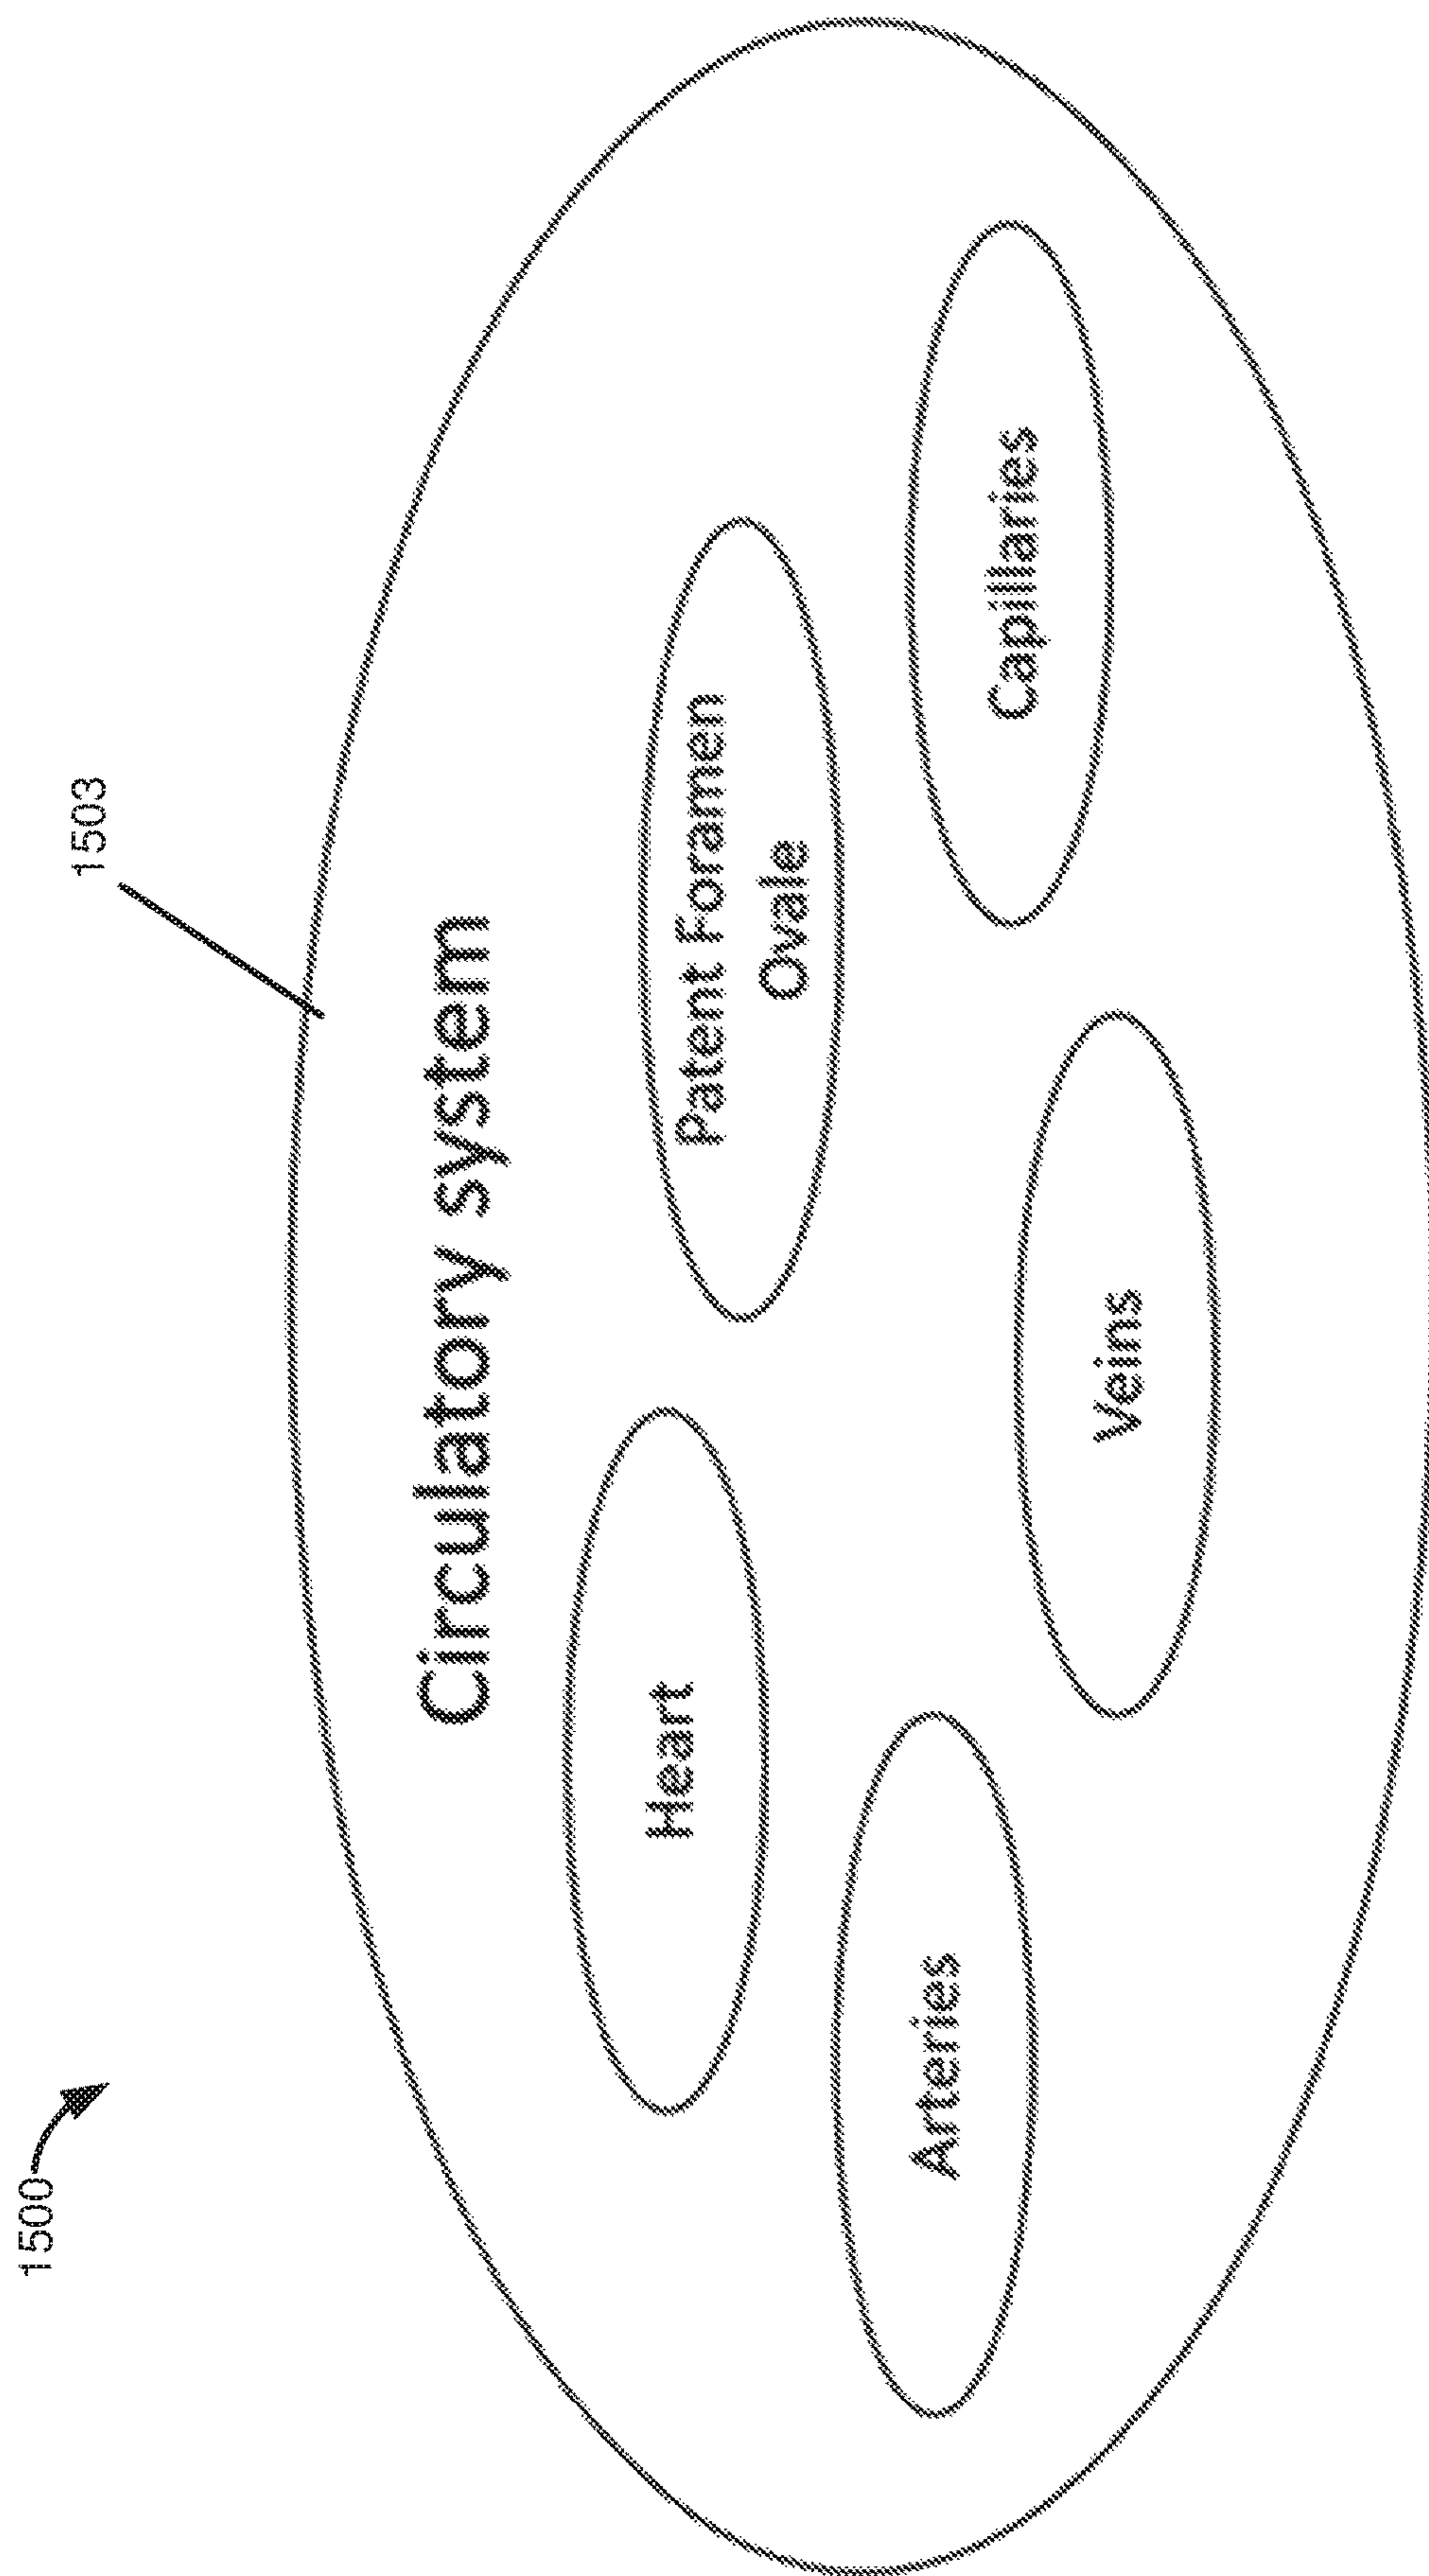 1500
1503
Circulatory system
Heart
Patent Foramen
Ovale
Arteries
Capillaries
Veins